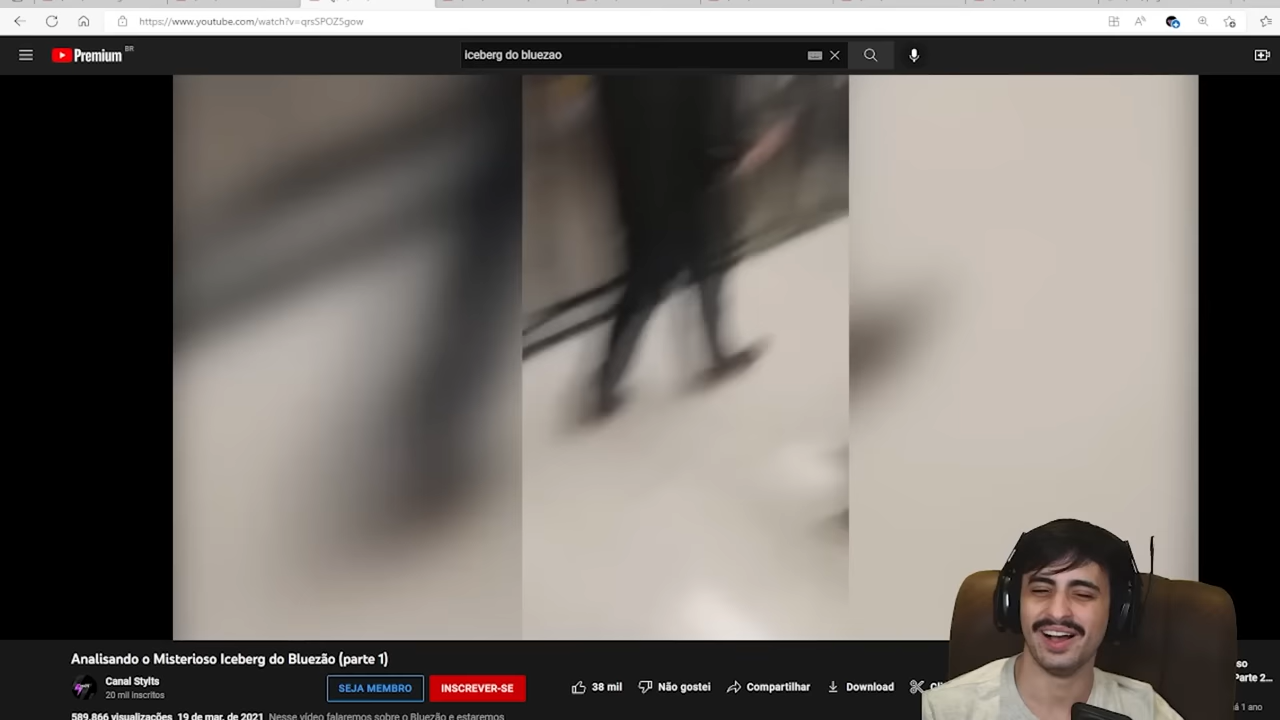 https://www.youtube.com/watch?v=qrsSPOZ5gow
Premium BR
iceberg do bluezao
Analisando o Misterioso Iceberg do Bluezão (parte 1)
Canal Stylts
20 mil inscritos
SEJA MEMBRO
INSCREVER-SE
38 mil
Não gostei
Compartilhar
Download
Parte 2...
á 1 ano
589.866 visualizações 19 de mar. de 2021 Nesse vídeo falaremos sobre o Bluezão e estaremos